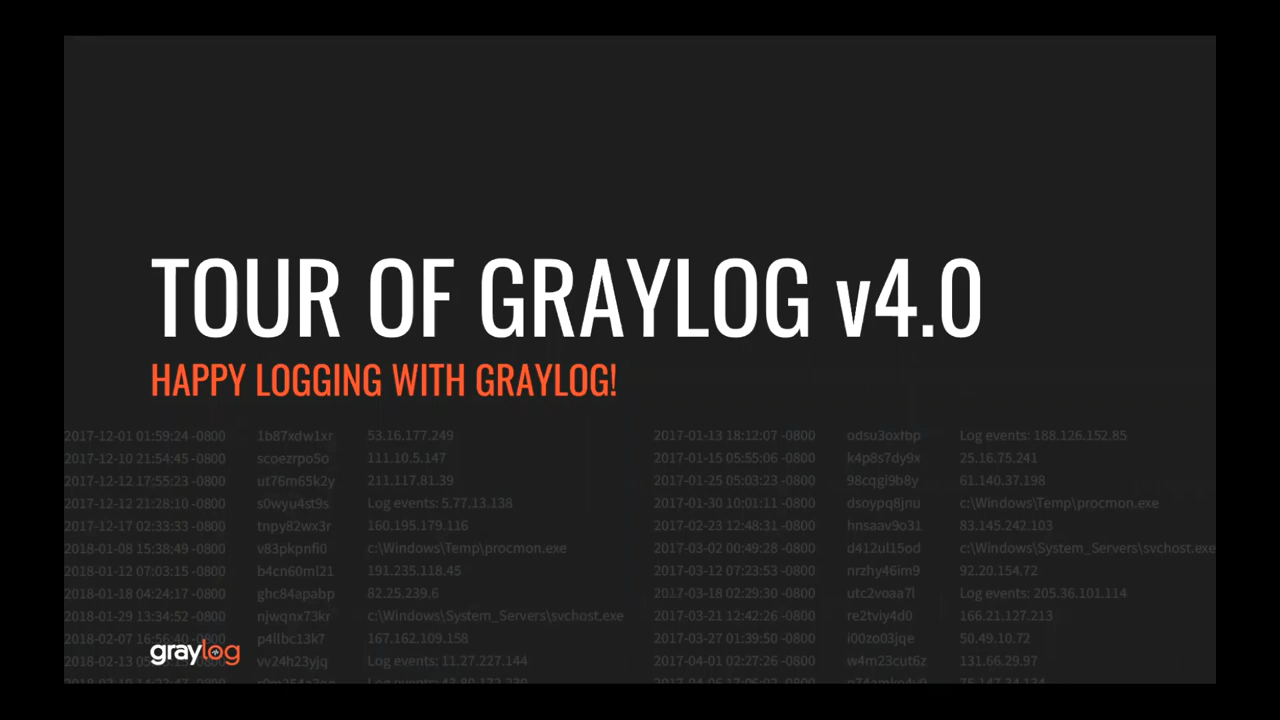 TOUR OF GRAYLOG v4.0
HAPPY LOGGING WITH GRAYLOG!
2017-12-01 01:59:24 -0800 1b87xdw1xr 53.16.177.249 2017-01-13 18:12:07 -0800 odsu3oxfbp Log events: 188.126.152.85
2017-12-10 21:54:45 -0800 scoezrpo5o 111.10.5.147 2017-01-15 05:55:06 -0800 k4p8s7dy9x 25.16.75.241
2017-12-12 17:55:23 -0800 ut76m65k2y 211.117.81.39 2017-01-25 05:03:23 -0800 98cqgl9b8y 61.140.37.198
2017-12-12 21:28:10 -0800 s0wyu4st9s Log events: 5.77.13.138 2017-01-30 10:01:11 -0800 dsoypq8jnu c:\Windows\Temp\procmon.exe
2017-12-17 02:33:33 -0800 tnpy82wx3r 160.195.179.116 2017-02-23 12:48:31 -0800 hnsaav9o31 83.145.242.103
2018-01-08 15:38:49 -0800 v83pkpnfi0 c:\Windows\Temp\procmon.exe 2017-03-02 00:49:28 -0800 d412ul15od c:\Windows\System_Servers\svchost.exe
2018-01-12 07:03:15 -0800 b4cn60ml21 191.235.118.45 2017-03-12 07:23:53 -0800 nrzhy46im9 92.20.154.72
2018-01-18 04:24:17 -0800 ghc84apabp 82.25.239.6 2017-03-18 02:29:30 -0800 utc2voaa7l Log events: 205.36.101.114
2018-01-29 13:34:52 -0800 njwqnx73kr c:\Windows\System_Servers\svchost.exe 2017-03-21 12:42:26 -0800 re2tviy4d0 166.21.127.213
2018-02-07 16:56:40 -0800 p4llbc13k7 167.162.109.158 2017-03-27 01:39:50 -0800 i00zo03jqe 50.49.10.72
graylog
2018-02-13 vv24h23yjq Log events: 11.27.227.144 2017-04-01 02:27:26 -0800 w4m23cut6z 131.66.29.97